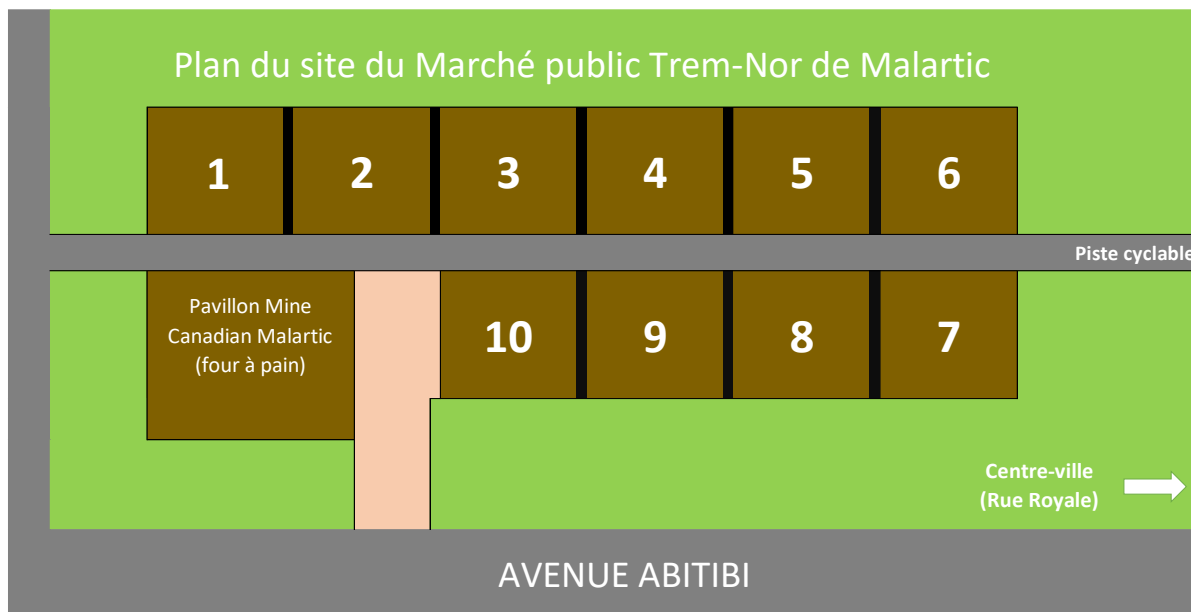 Plan du site du Marché public Trem-Nor de Malartic
1 2 3 4 5 6
Piste cyclable
Pavillon Mine
Canadian Malartic
(four à pain)
10 9 8 7
Centre-ville
(Rue Royale)
AVENUE ABITIBI